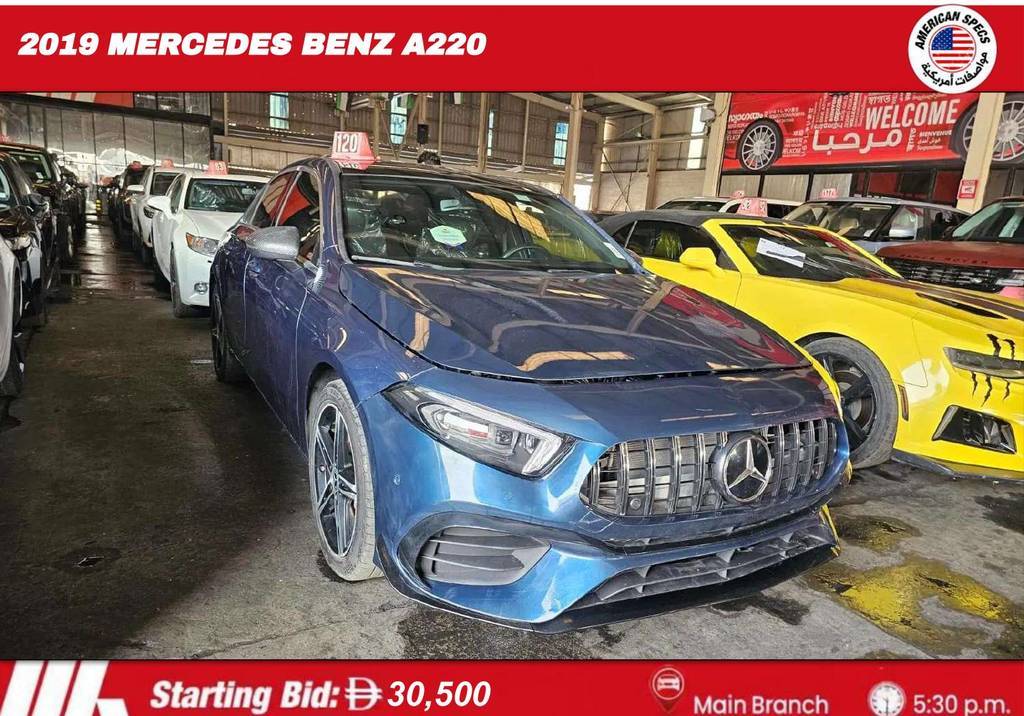 2019 MERCEDES BENZ A220
AMERICAN SPECS
مواصفات أمريكية
120
WELCOME
مرحبا
BIENVENUE
Starting Bid: 30,500
Main Branch
5:30 p.m.